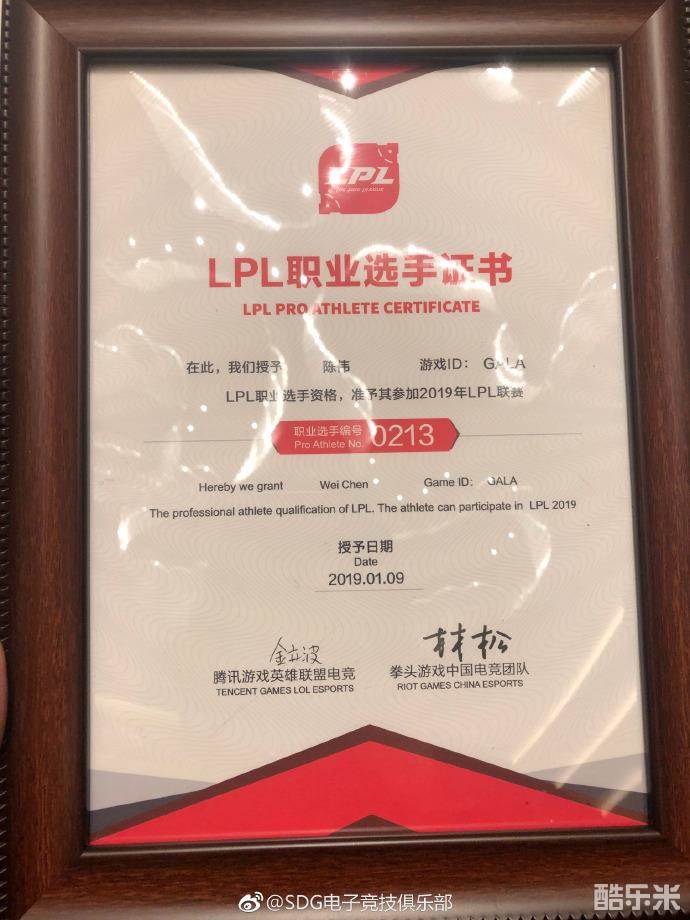 LPL
LPL职业选手证书
LPL PRO ATHLETE CERTIFICATE
在此，我们授予 陈伟 游戏ID： GALA
LPL职业选手资格，准予其参加2019年LPL联赛
职业选手编号
Pro Athlete No. 0213
Hereby we grant Wei Chen Game ID： GALA
The professional athlete qualification of LPL. The athlete can participate in LPL 2019
授予日期
Date
2019.01.09
金亦波 林松
腾讯游戏英雄联盟电竞 拳头游戏中国电竞团队
TENCENT GAMES LOL ESPORTS RIOT GAMES CHINA ESPORTS
@SDG电子竞技俱乐部
酷乐米